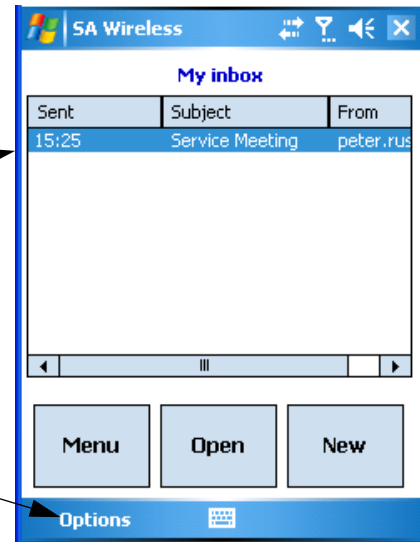 SA Wireless
My inbox
Sent Subject From
15:25 Service Meeting peter.rus
Menu Open New
Options